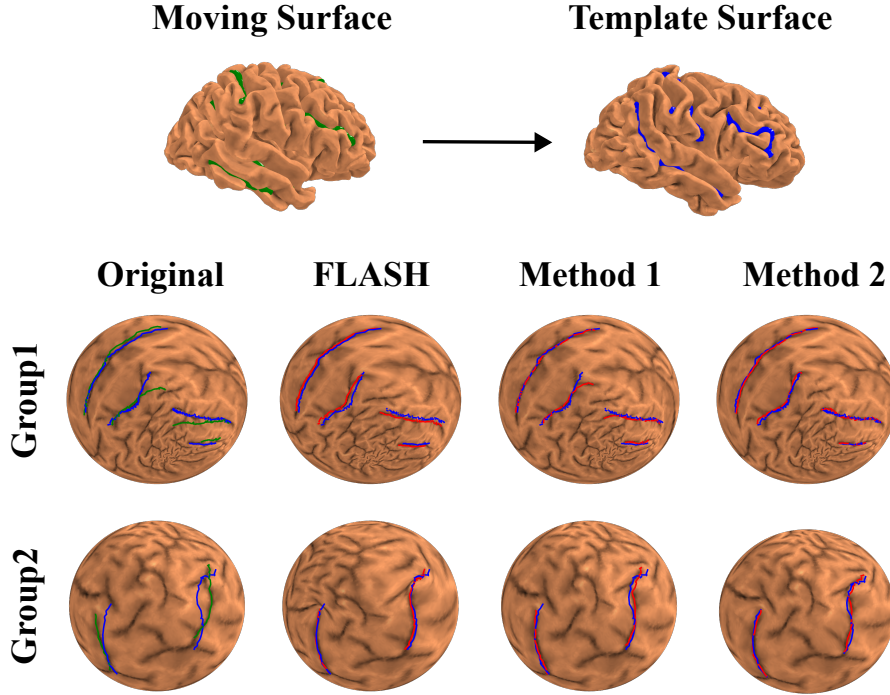 Moving Surface Template Surface
Original FLASH Method 1 Method 2
Group1
Group2